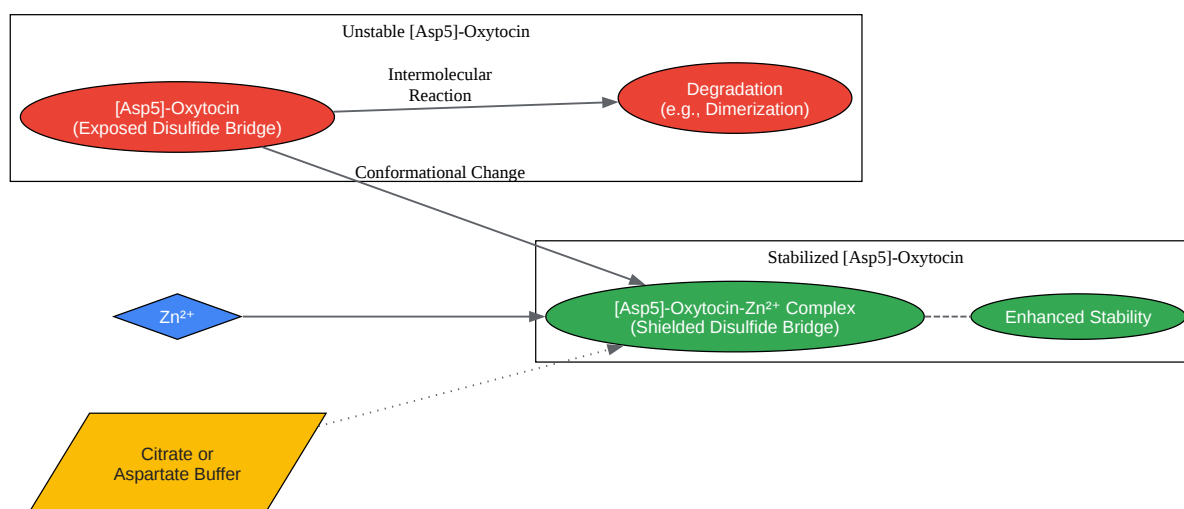 Unstable [Asp5]-Oxytocin
Intermolecular
Reaction
[Asp5]-Oxytocin
(Exposed Disulfide Bridge)
Degradation
(e.g., Dimerization)
Conformational Change
Stabilized [Asp5]-Oxytocin
Zn²⁺
[Asp5]-Oxytocin-Zn²⁺ Complex
(Shielded Disulfide Bridge)
Enhanced Stability
Citrate or
Aspartate Buffer